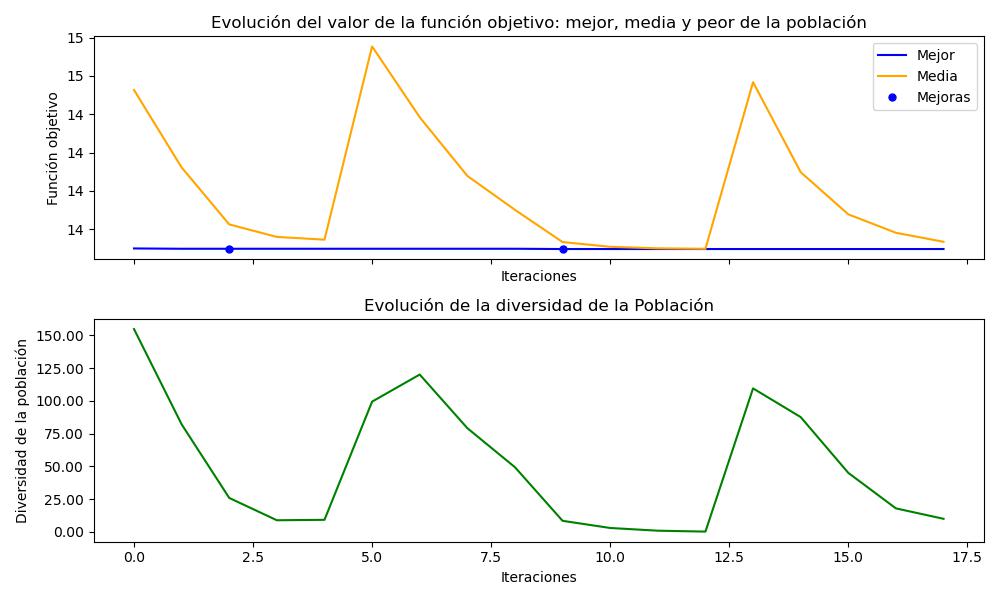 Evolución del valor de la función objetivo: mejor, media y peor de la población
15
15
14
14
14
14
Función objetivo
Mejor
Media
Mejoras
Iteraciones
Evolución de la diversidad de la Población
150.00
125.00
100.00
75.00
50.00
25.00
0.00
Diversidad de la población
0.0 2.5 5.0 7.5 10.0 12.5 15.0 17.5
Iteraciones